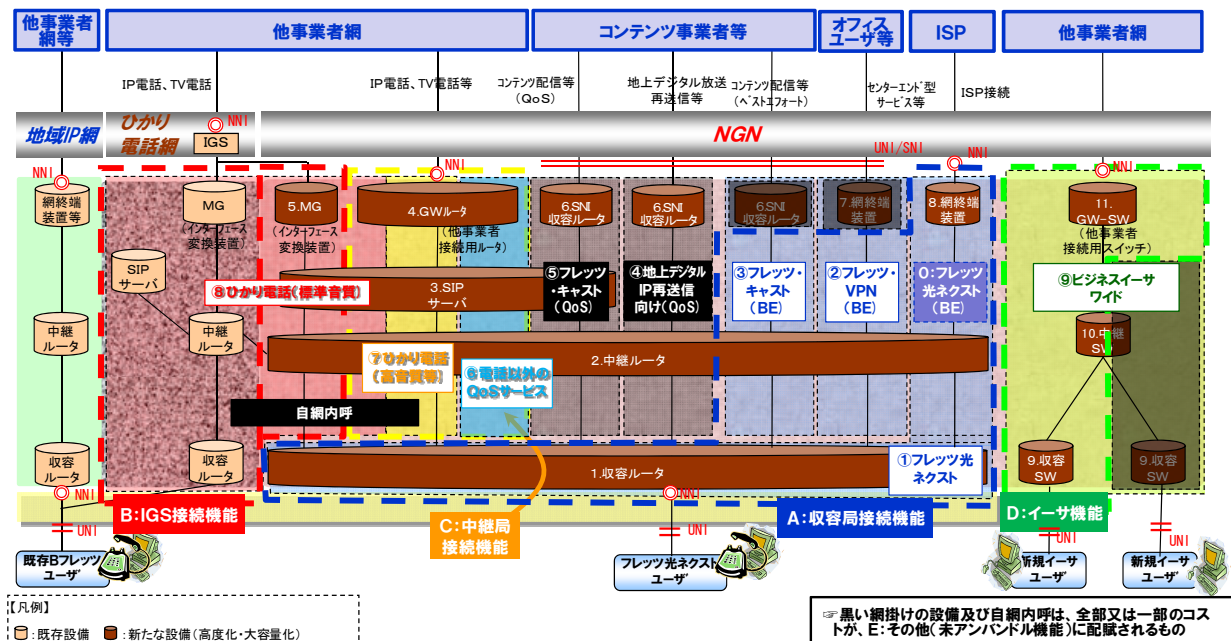 他事業者
網等
他事業者網
コンテンツ事業者等
オフィス
ユーザ等
ISP
他事業者網
IP電話、TV電話
IP電話、TV電話等
コンテンツ配信等
(QoS)
地上デジタル放送
再送信等
コンテンツ配信等
(ベストエフォート)
センターエンド型
サービス等
ISP接続
地域IP網
ひかり
電話網
NNI
IGS
NGN
UNI/SNI
NNI
NNI
NNI
NNI
網終端
装置等
MG
(インターフェース
変換装置)
5.MG
(インターフェース
変換装置)
4.GWルータ
(他事業者
接続用ルータ)
6.SNI
収容ルータ
6.SNI
収容ルータ
6.SNI
収容ルータ
7.網終端
装置
8.網終端
装置
11.
GW-SW
(他事業者
接続用スイッチ)
SIP
サーバ
⑧ひかり電話(標準音質)
3.SIP
サーバ
⑤フレッツ
・キャスト
(QoS)
④地上デジタル
IP再送信
向け(QoS)
③フレッツ・
キャスト
(BE)
②フレッツ・
VPN
(BE)
0:フレッツ
光ネクスト
(BE)
⑨ビジネスイーサ
ワイド
中継
ルータ
中継
ルータ
2.中継ルータ
10.中継
SW
⑦ひかり電話
(高音質等)
⑥電話以外の
QoSサービス
自網内呼
収容
ルータ
収容
ルータ
1.収容ルータ
①フレッツ光
ネクスト
9.収容
SW
9.収容
SW
NNI
NNI
B:IGS接続機能
C:中継局
接続機能
A:収容局接続機能
D:イーサ機能
UNI
UNI
UNI
UNI
既存Bフレッツ
ユーザ
フレッツ光ネクスト
ユーザ
新規イーサ
ユーザ
新規イーサ
ユーザ
【凡例】
:既存設備 :新たな設備(高度化・大容量化)
☞黒い網掛けの設備及び自網内呼は、全部又は一部のコス
トが、E:その他(未アンバンドル機能)に配賦されるもの